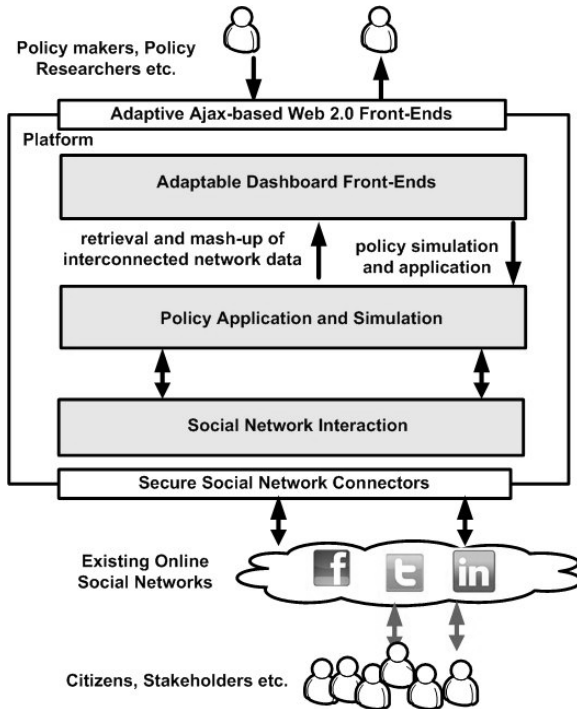 Policy makers, Policy
Researchers etc.
Adaptive Ajax-based Web 2.0 Front-Ends
Platform
Adaptable Dashboard Front-Ends
retrieval and mash-up of
interconnected network data
policy simulation
and application
Policy Application and Simulation
Social Network Interaction
Secure Social Network Connectors
Existing Online
Social Networks
f
t
in
Citizens, Stakeholders etc.